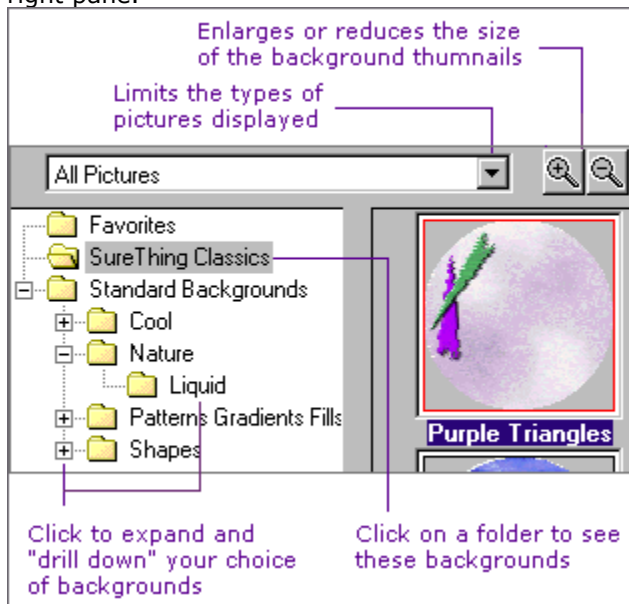 right pane.
Enlarges or reduces the size
of the background thumnails
Limits the types of
pictures displayed
All Pictures
Favorites
SureThing Classics
Standard Backgrounds
Cool
Nature
Liquid
Patterns Gradients Fills
Shapes
Purple Triangles
Click to expand and
"drill down" your choice
of backgrounds
Click on a folder to see
these backgrounds